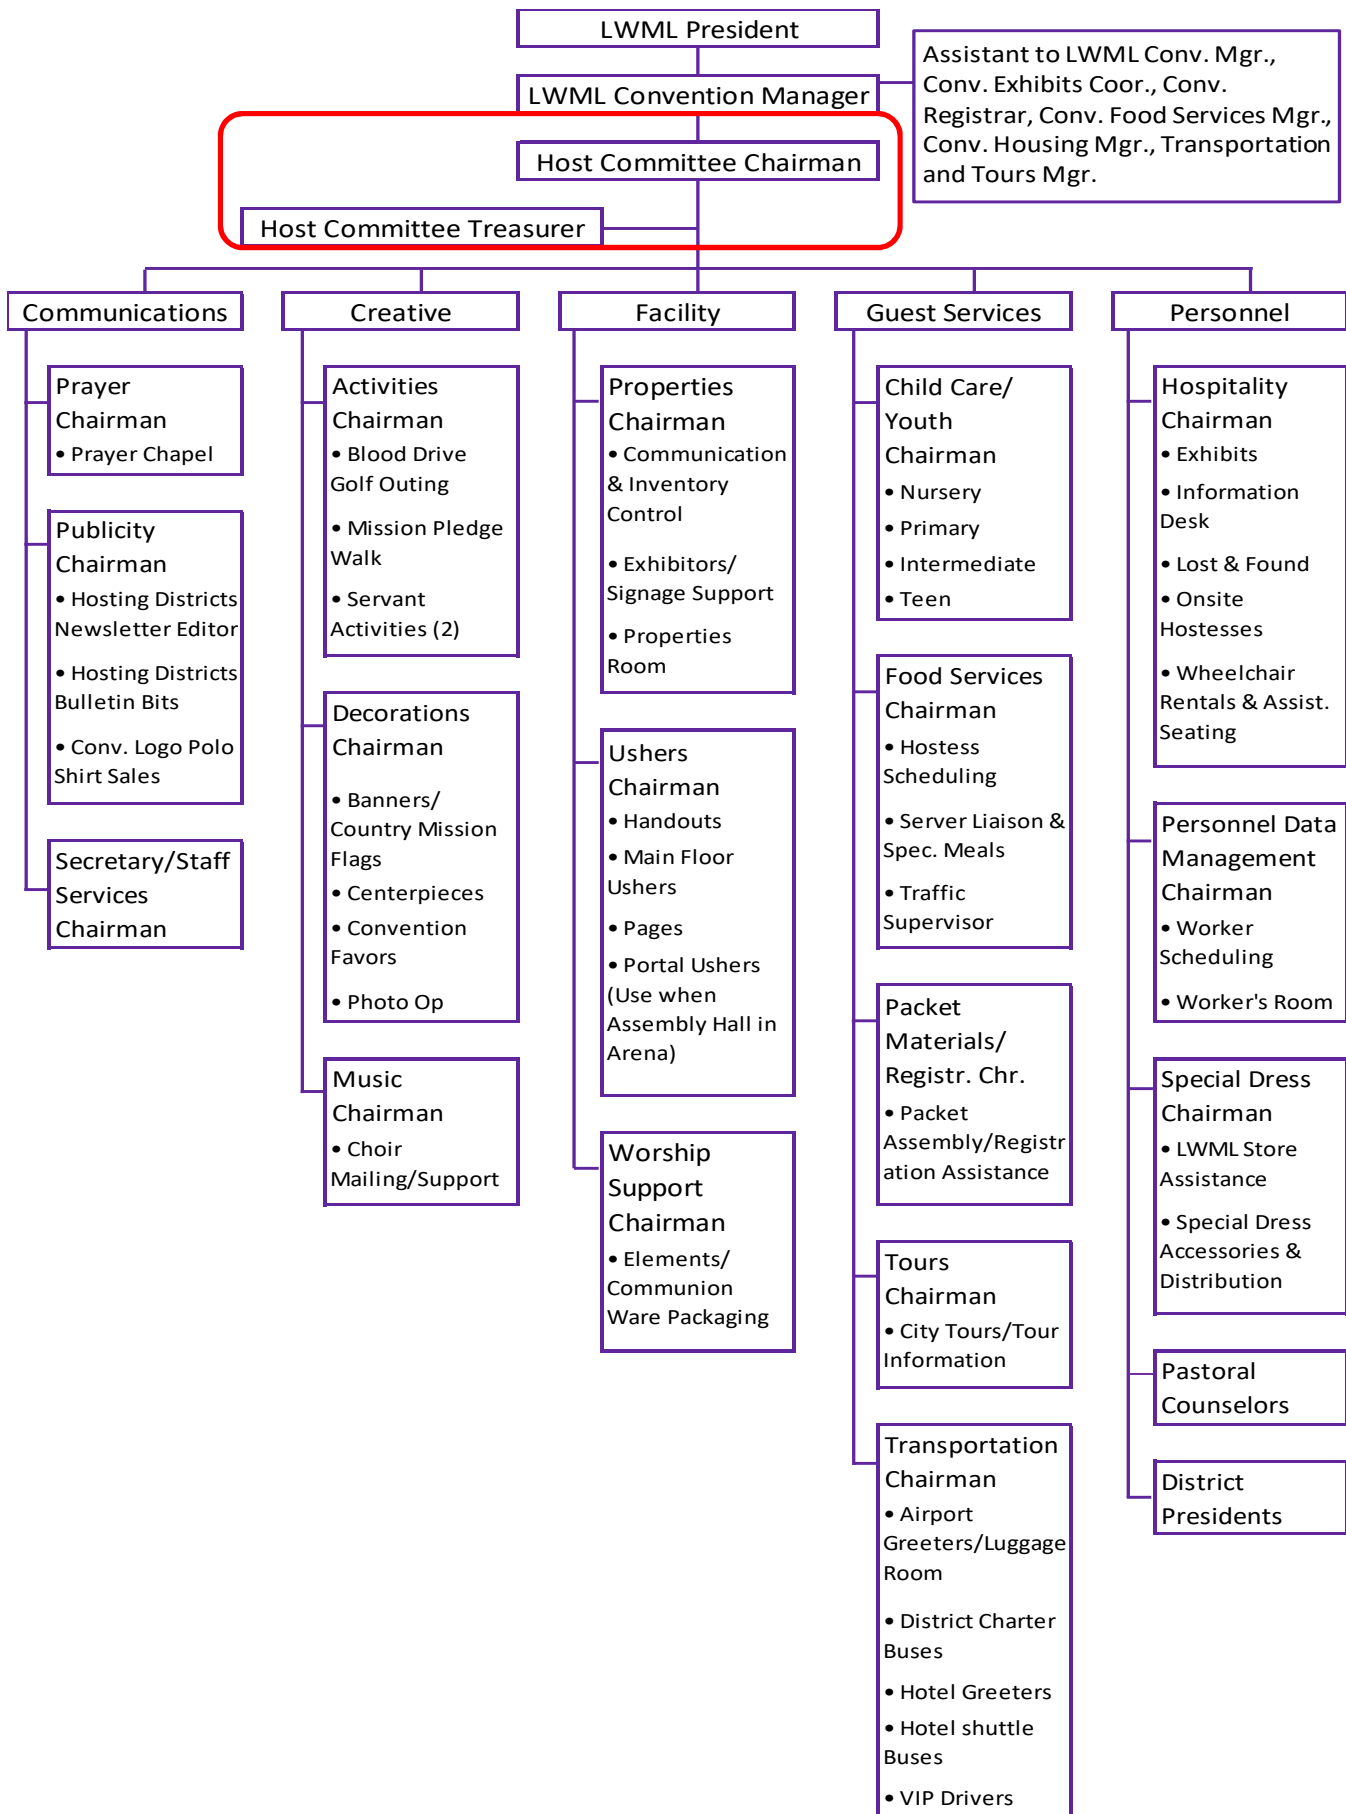 LWML President
LWML Convention Manager
Assistant to LWML Conv. Mgr.,
Conv. Exhibits Coor., Conv.
Registrar, Conv. Food Services Mgr.,
Conv. Housing Mgr., Transportation
and Tours Mgr.
Host Committee Chairman
Host Committee Treasurer
Communications
Prayer
Chairman
• Prayer Chapel
Publicity
Chairman
• Hosting Districts
Newsletter Editor
• Hosting Districts
Bulletin Bits
• Conv. Logo Polo
Shirt Sales
Secretary/Staff
Services
Chairman
Creative
Activities
Chairman
• Blood Drive
Golf Outing
• Mission Pledge
Walk
• Servant
Activities (2)
Decorations
Chairman
• Banners/
Country Mission
Flags
• Centerpieces
• Convention
Favors
• Photo Op
Music
Chairman
• Choir
Mailing/Support
Facility
Properties
Chairman
• Communication
& Inventory
Control
• Exhibitors/
Signage Support
• Properties
Room
Ushers
Chairman
• Handouts
• Main Floor
Ushers
• Pages
• Portal Ushers
(Use when
Assembly Hall in
Arena)
Worship
Support
Chairman
• Elements/
Communion
Ware Packaging
Guest Services
Child Care/
Youth
Chairman
• Nursery
• Primary
• Intermediate
• Teen
Food Services
Chairman
• Hostess
Scheduling
• Server Liaison &
Spec. Meals
• Traffic
Supervisor
Packet
Materials/
Registr. Chr.
• Packet
Assembly/Registr
ation Assistance
Tours
Chairman
• City Tours/Tour
Information
Transportation
Chairman
• Airport
Greeters/Luggage
Room
• District Charter
Buses
• Hotel Greeters
• Hotel shuttle
Buses
• VIP Drivers
Personnel
Hospitality
Chairman
• Exhibits
• Information
Desk
• Lost & Found
• Onsite
Hostesses
• Wheelchair
Rentals & Assist.
Seating
Personnel Data
Management
Chairman
• Worker
Scheduling
• Worker's Room
Special Dress
Chairman
• LWML Store
Assistance
• Special Dress
Accessories &
Distribution
Pastoral
Counselors
District
Presidents